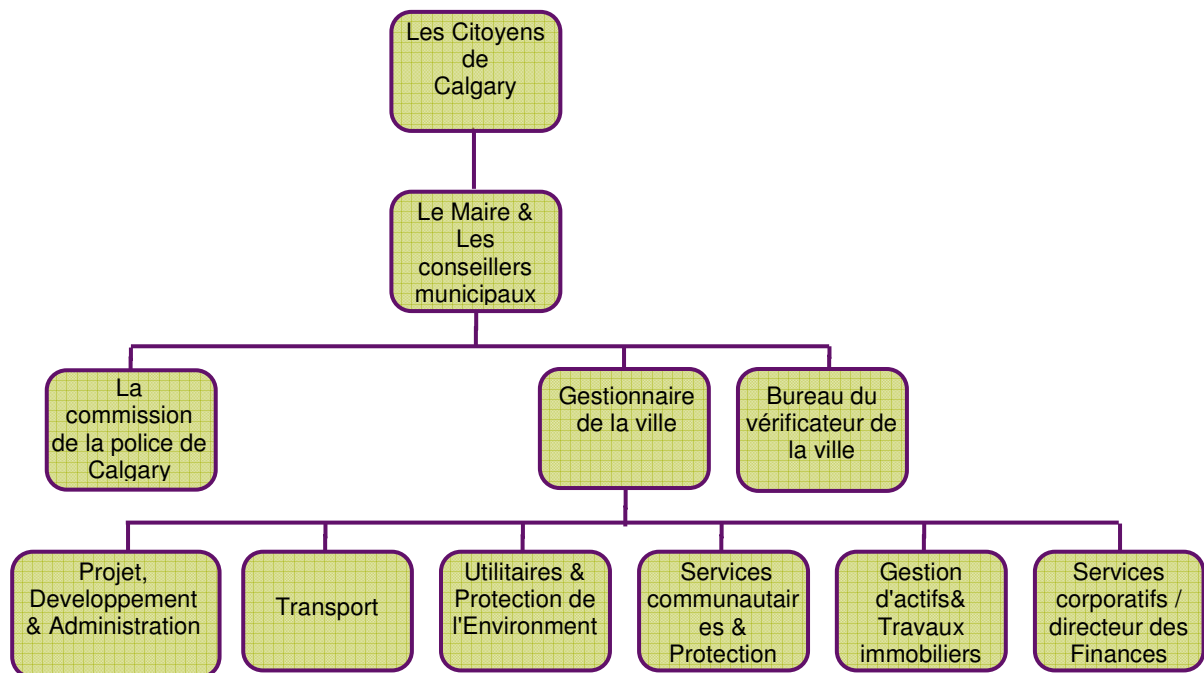 Les Citoyens
de
Calgary
Le Maire &
Les
conseillers
municipaux
La
commission
de la police de
Calgary
Gestionnaire
de la ville
Bureau du
vérificateur de
la ville
Projet,
Developpement
& Administration
Transport
Utilitaires &
Protection de
l'Environment
Services
communautair
es &
Protection
Gestion
d'actifs&
Travaux
immobiliers
Services
corporatifs /
directeur des
Finances